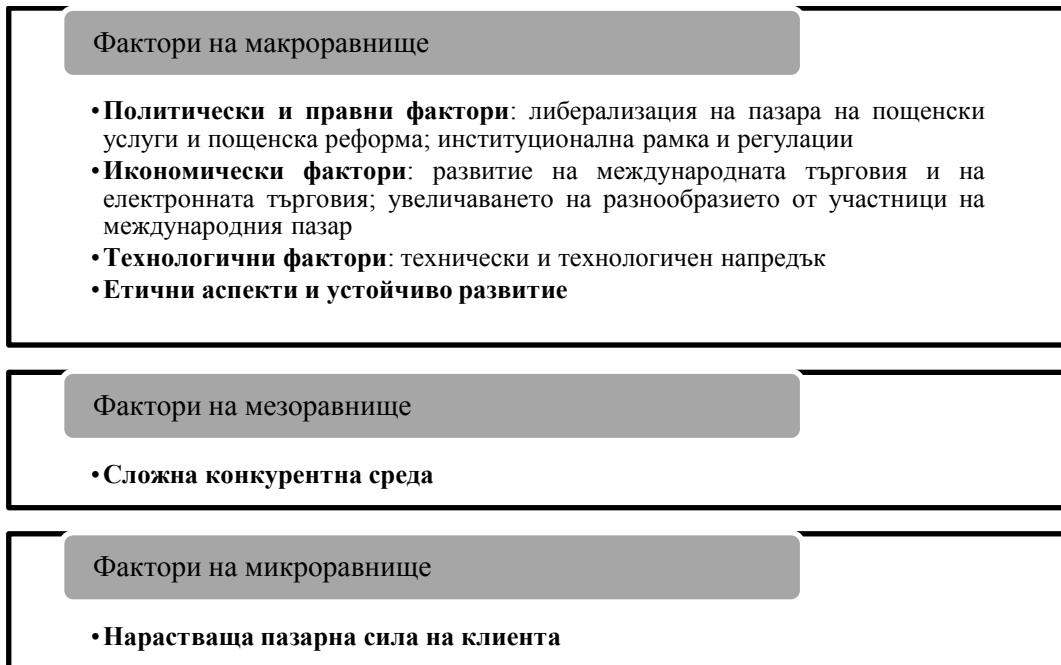 Фактори на макроравнище
•Политически и правни фактори: либерализация на пазара на пощенски
услуги и пощенска реформа; институционална рамка и регулации
•Икономически фактори: развитие на международната търговия и на
електронната търговия; увеличаването на разнообразието от участници на
международния пазар
•Технологични фактори: технически и технологичен напредък
•Етични аспекти и устойчиво развитие
Фактори на мезоравнище
•Сложна конкурентна среда
Фактори на микроравнище
•Нарастваща пазарна сила на клиента